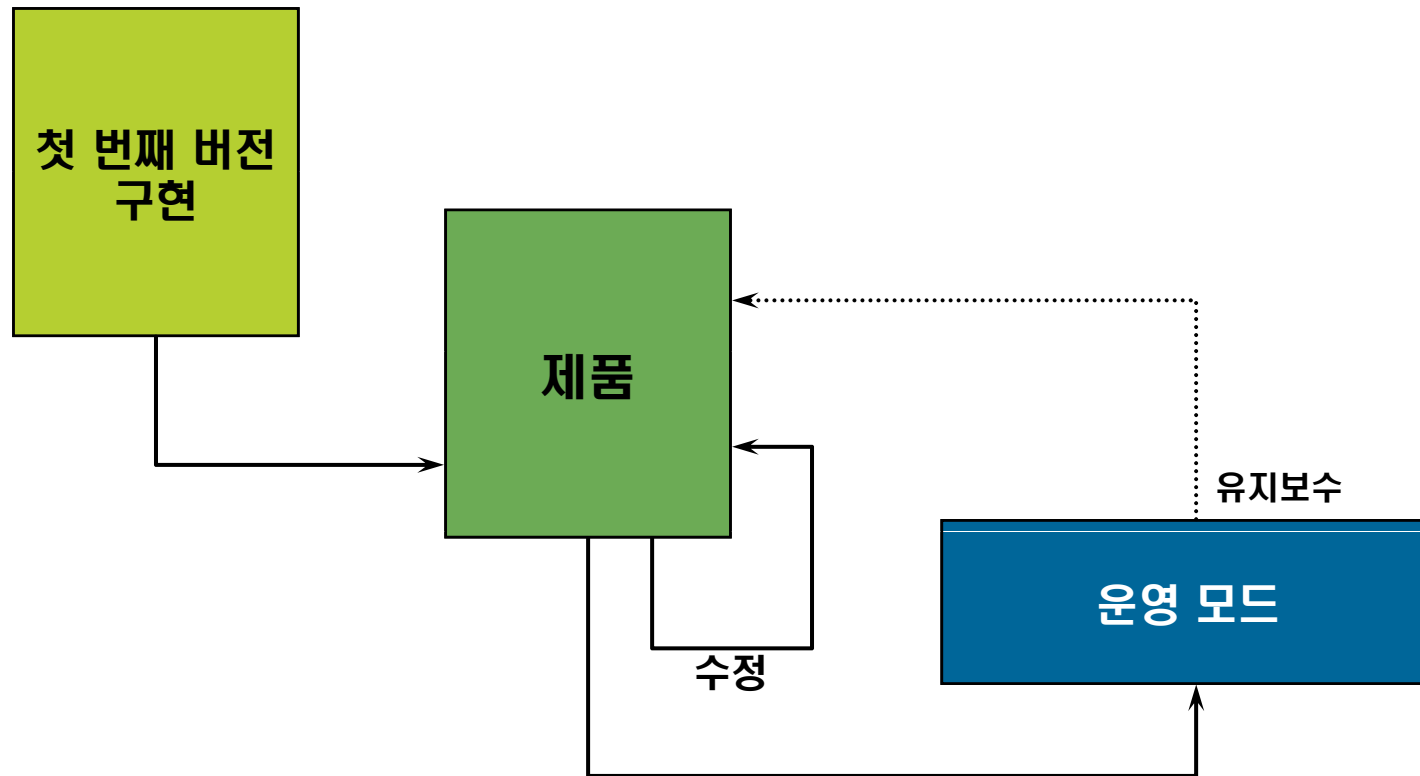 첫 번째 버전
구현
제품
유지보수
운영 모드
수정